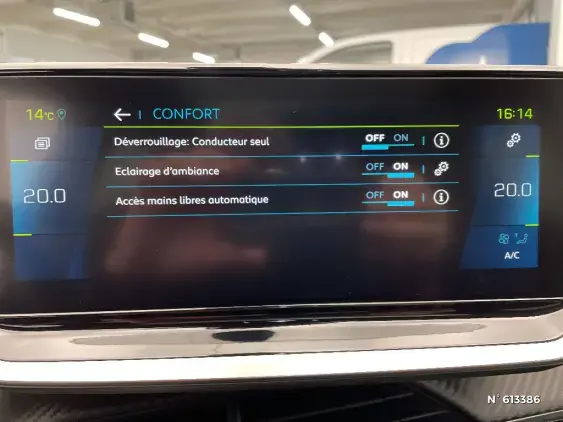 14°C
← | CONFORT
16:14
Déverrouillage: Conducteur seul OFF ON | i
20.0
Eclairage d'ambiance OFF ON |
20.0
Accès mains libres automatique OFF ON | i
A/C
N° 613386